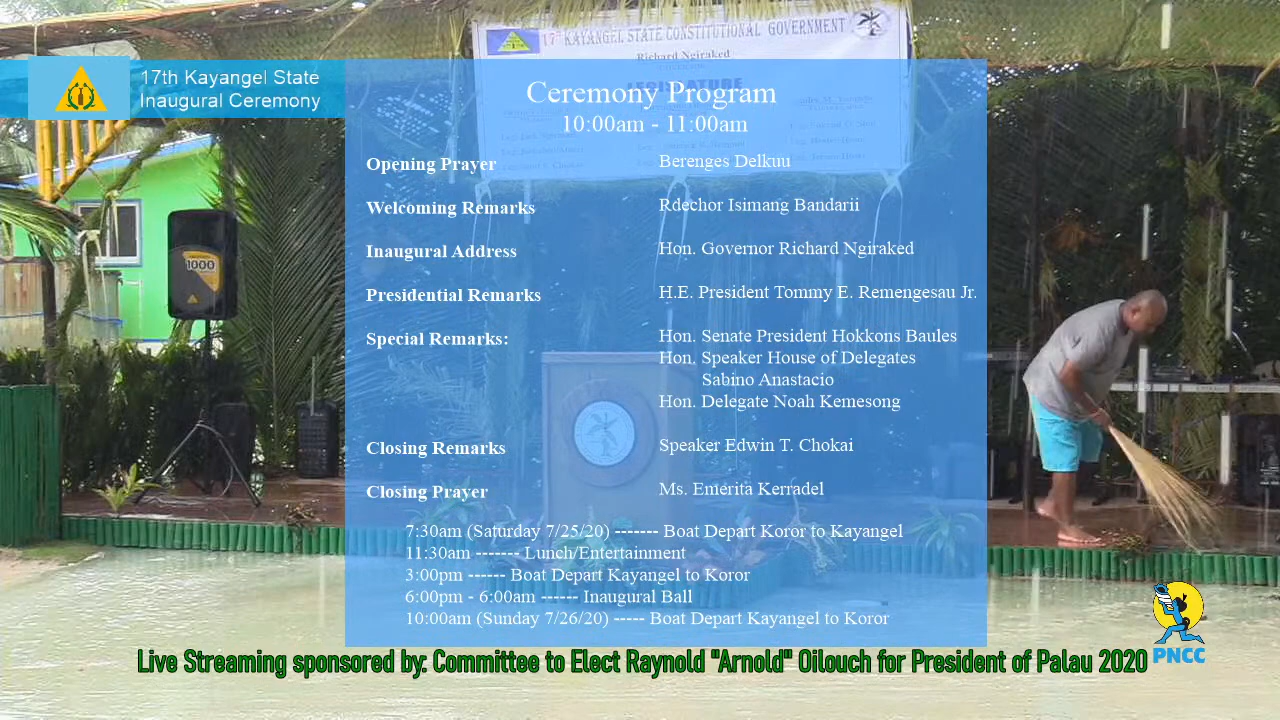 17th KAYANGEL STATE CONSTITUTIONAL GOVERNMENT
Richard Ngiraked
LEGISLATURE
17th Kayangel State
Inaugural Ceremony
1000
Ceremony Program
10:00am - 11:00am
Opening Prayer Berenges Delkuu
Welcoming Remarks Rdechor Isimang Bandarii
Inaugural Address Hon. Governor Richard Ngiraked
Presidential Remarks H.E. President Tommy E. Remengesau Jr.
Special Remarks: Hon. Senate President Hokkons Baules
Hon. Speaker House of Delegates
Sabino Anastacio
Hon. Delegate Noah Kemesong
Closing Remarks Speaker Edwin T. Chokai
Closing Prayer Ms. Emerita Kerradel
7:30am (Saturday 7/25/20) ------- Boat Depart Koror to Kayangel
11:30am ------- Lunch/Entertainment
3:00pm ------ Boat Depart Kayangel to Koror
6:00pm - 6:00am ------ Inaugural Ball
10:00am (Sunday 7/26/20) ----- Boat Depart Kayangel to Koror
PNCC
Live Streaming sponsored by: Committee to Elect Raynold "Arnold" Oilouch for President of Palau 2020